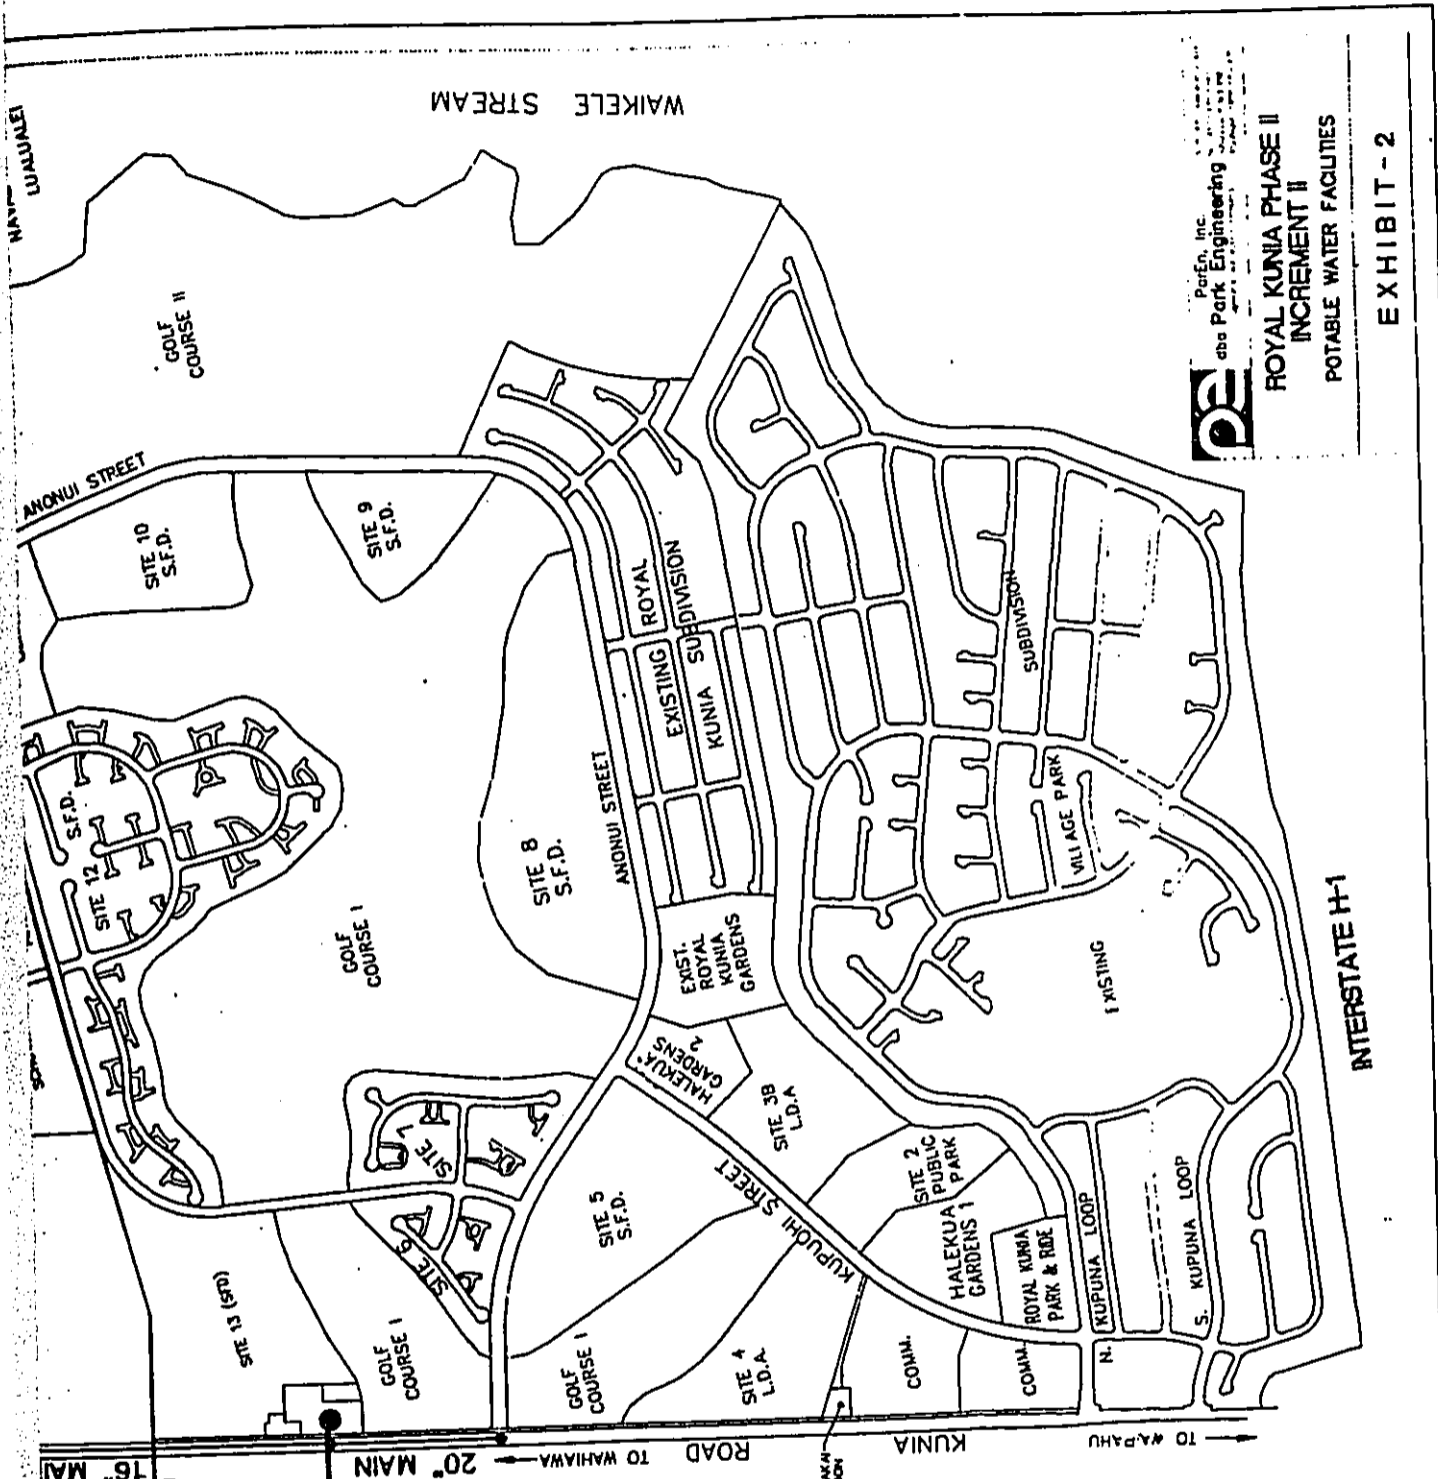 WAIKELE STREAM
LUALUALEI
GOLF
COURSE II
ANONUI STREET
SITE 10
S.F.D.
SITE 9
S.F.D.
SITE 12
S.F.D.
GOLF
COURSE I
SITE 8
S.F.D.
ANONUI STREET
EXISTING ROYAL
KUNIA SUBDIVISION
EXIST.
ROYAL
KUNIA
GARDENS
HALEKUA
GARDENS
2
SITE 3B
L.D.A
SITE 7
SITE 6
SITE 5
S.F.D.
KUPUOHI STREET
SITE 2
PUBLIC
PARK
HALEKUA
GARDENS 1
ROYAL KUNIA
PARK & RIDE
N. KUPUNA LOOP
S. KUPUNA LOOP
EXISTING
VILLAGE PARK
SUBDIVISION
SITE 13 (SFD)
GOLF
COURSE I
GOLF
COURSE I
SITE 4
L.D.A.
COMM.
COMM.
16" MAI
20" MAIN
TO WAHIAWA
KUNIA ROAD
TO WAIPAHU
INTERSTATE H-1
ParEn, Inc.
dba Park Engineering
ROYAL KUNIA PHASE II
INCREMENT II
POTABLE WATER FACILITIES
EXHIBIT - 2